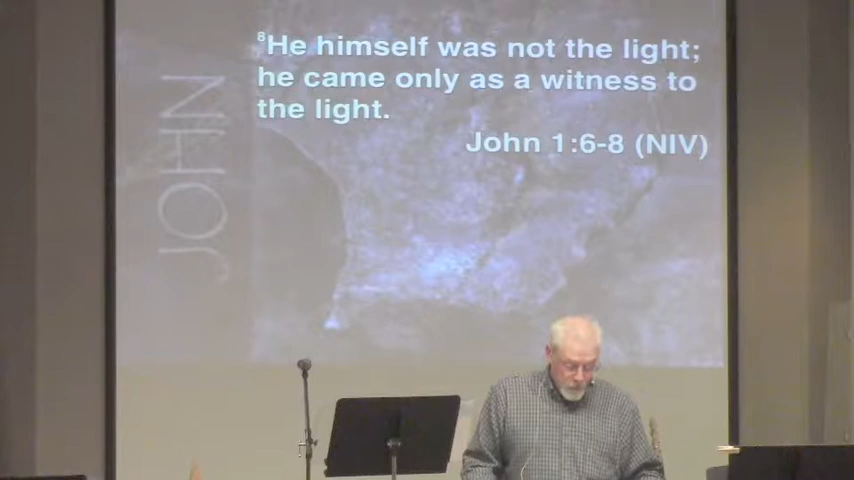 ⁸He himself was not the light;
he came only as a witness to
the light.
John 1:6-8 (NIV)
JOHN